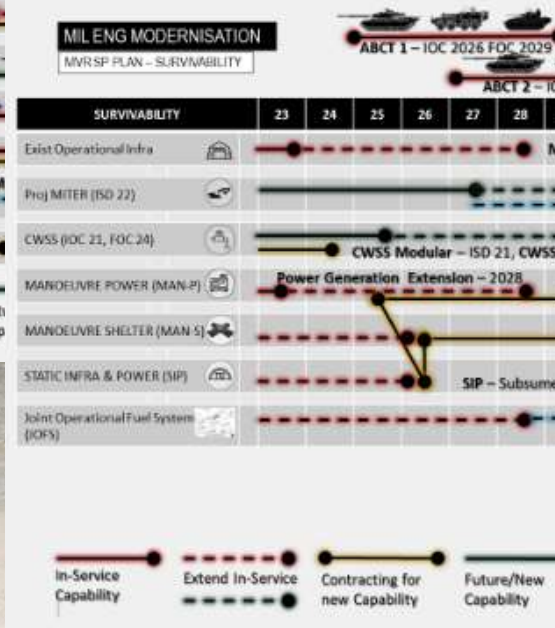 MIL ENG MODERNISATION
MVR SP PLAN – SURVIVABILITY
ABCT 1 – IOC 2026 FOC 2029
ABCT 2 –
SURVIVABILITY 23 24 25 26 27 28
Exist Operational Infra
Proj MITER (ISD 22)
CWSS (IOC 21, FOC 24)
CWSS Modular – ISD 21, CWSS
MANOEUVRE POWER (MAN-P)
Power Generation Extension – 2028
MANOEUVRE SHELTER (MAN-S)
STATIC INFRA & POWER (SIP)
SIP – Subsume
Joint Operational Fuel System
(IOFS)
In-Service
Capability
Extend In-Service
Contracting for
new Capability
Future/New
Capability